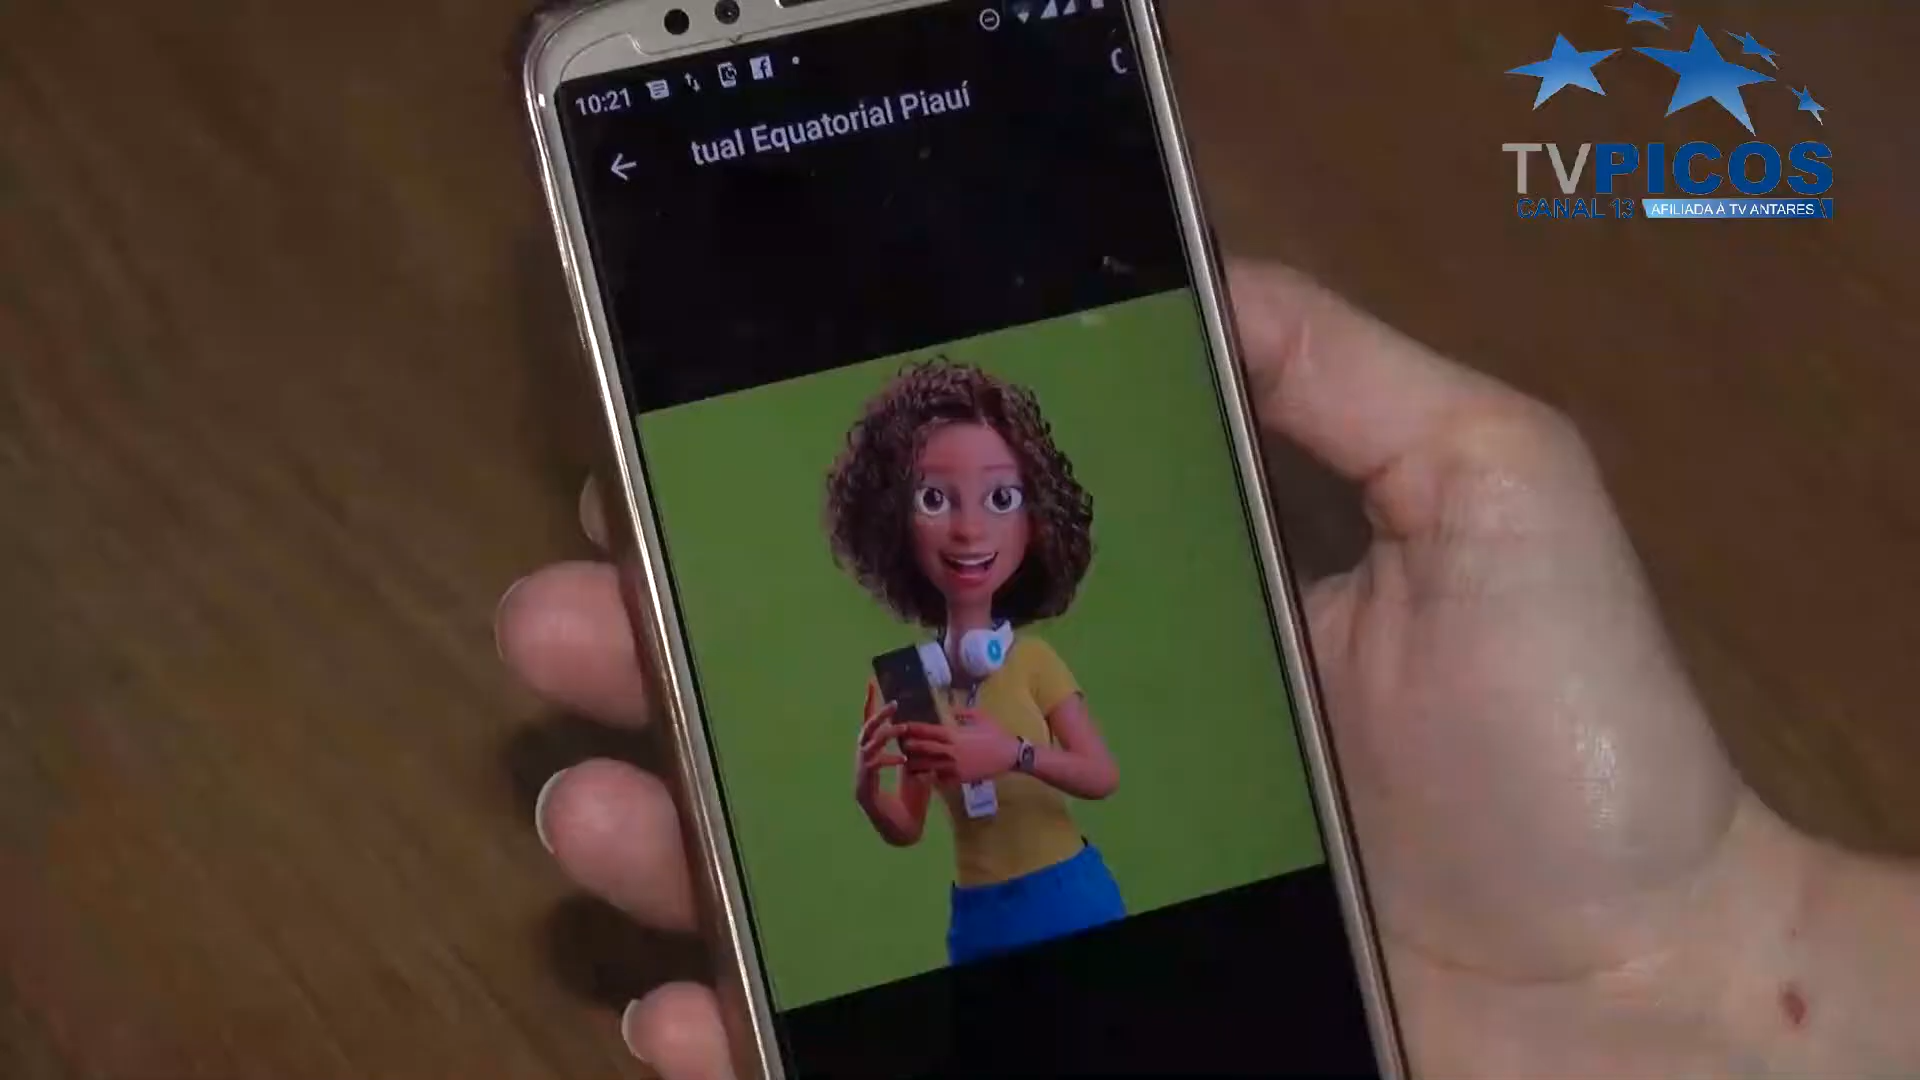 10:21
tual Equatorial Piauí
TVPICOS
CANAL 13 AFILIADA À TV ANTARES